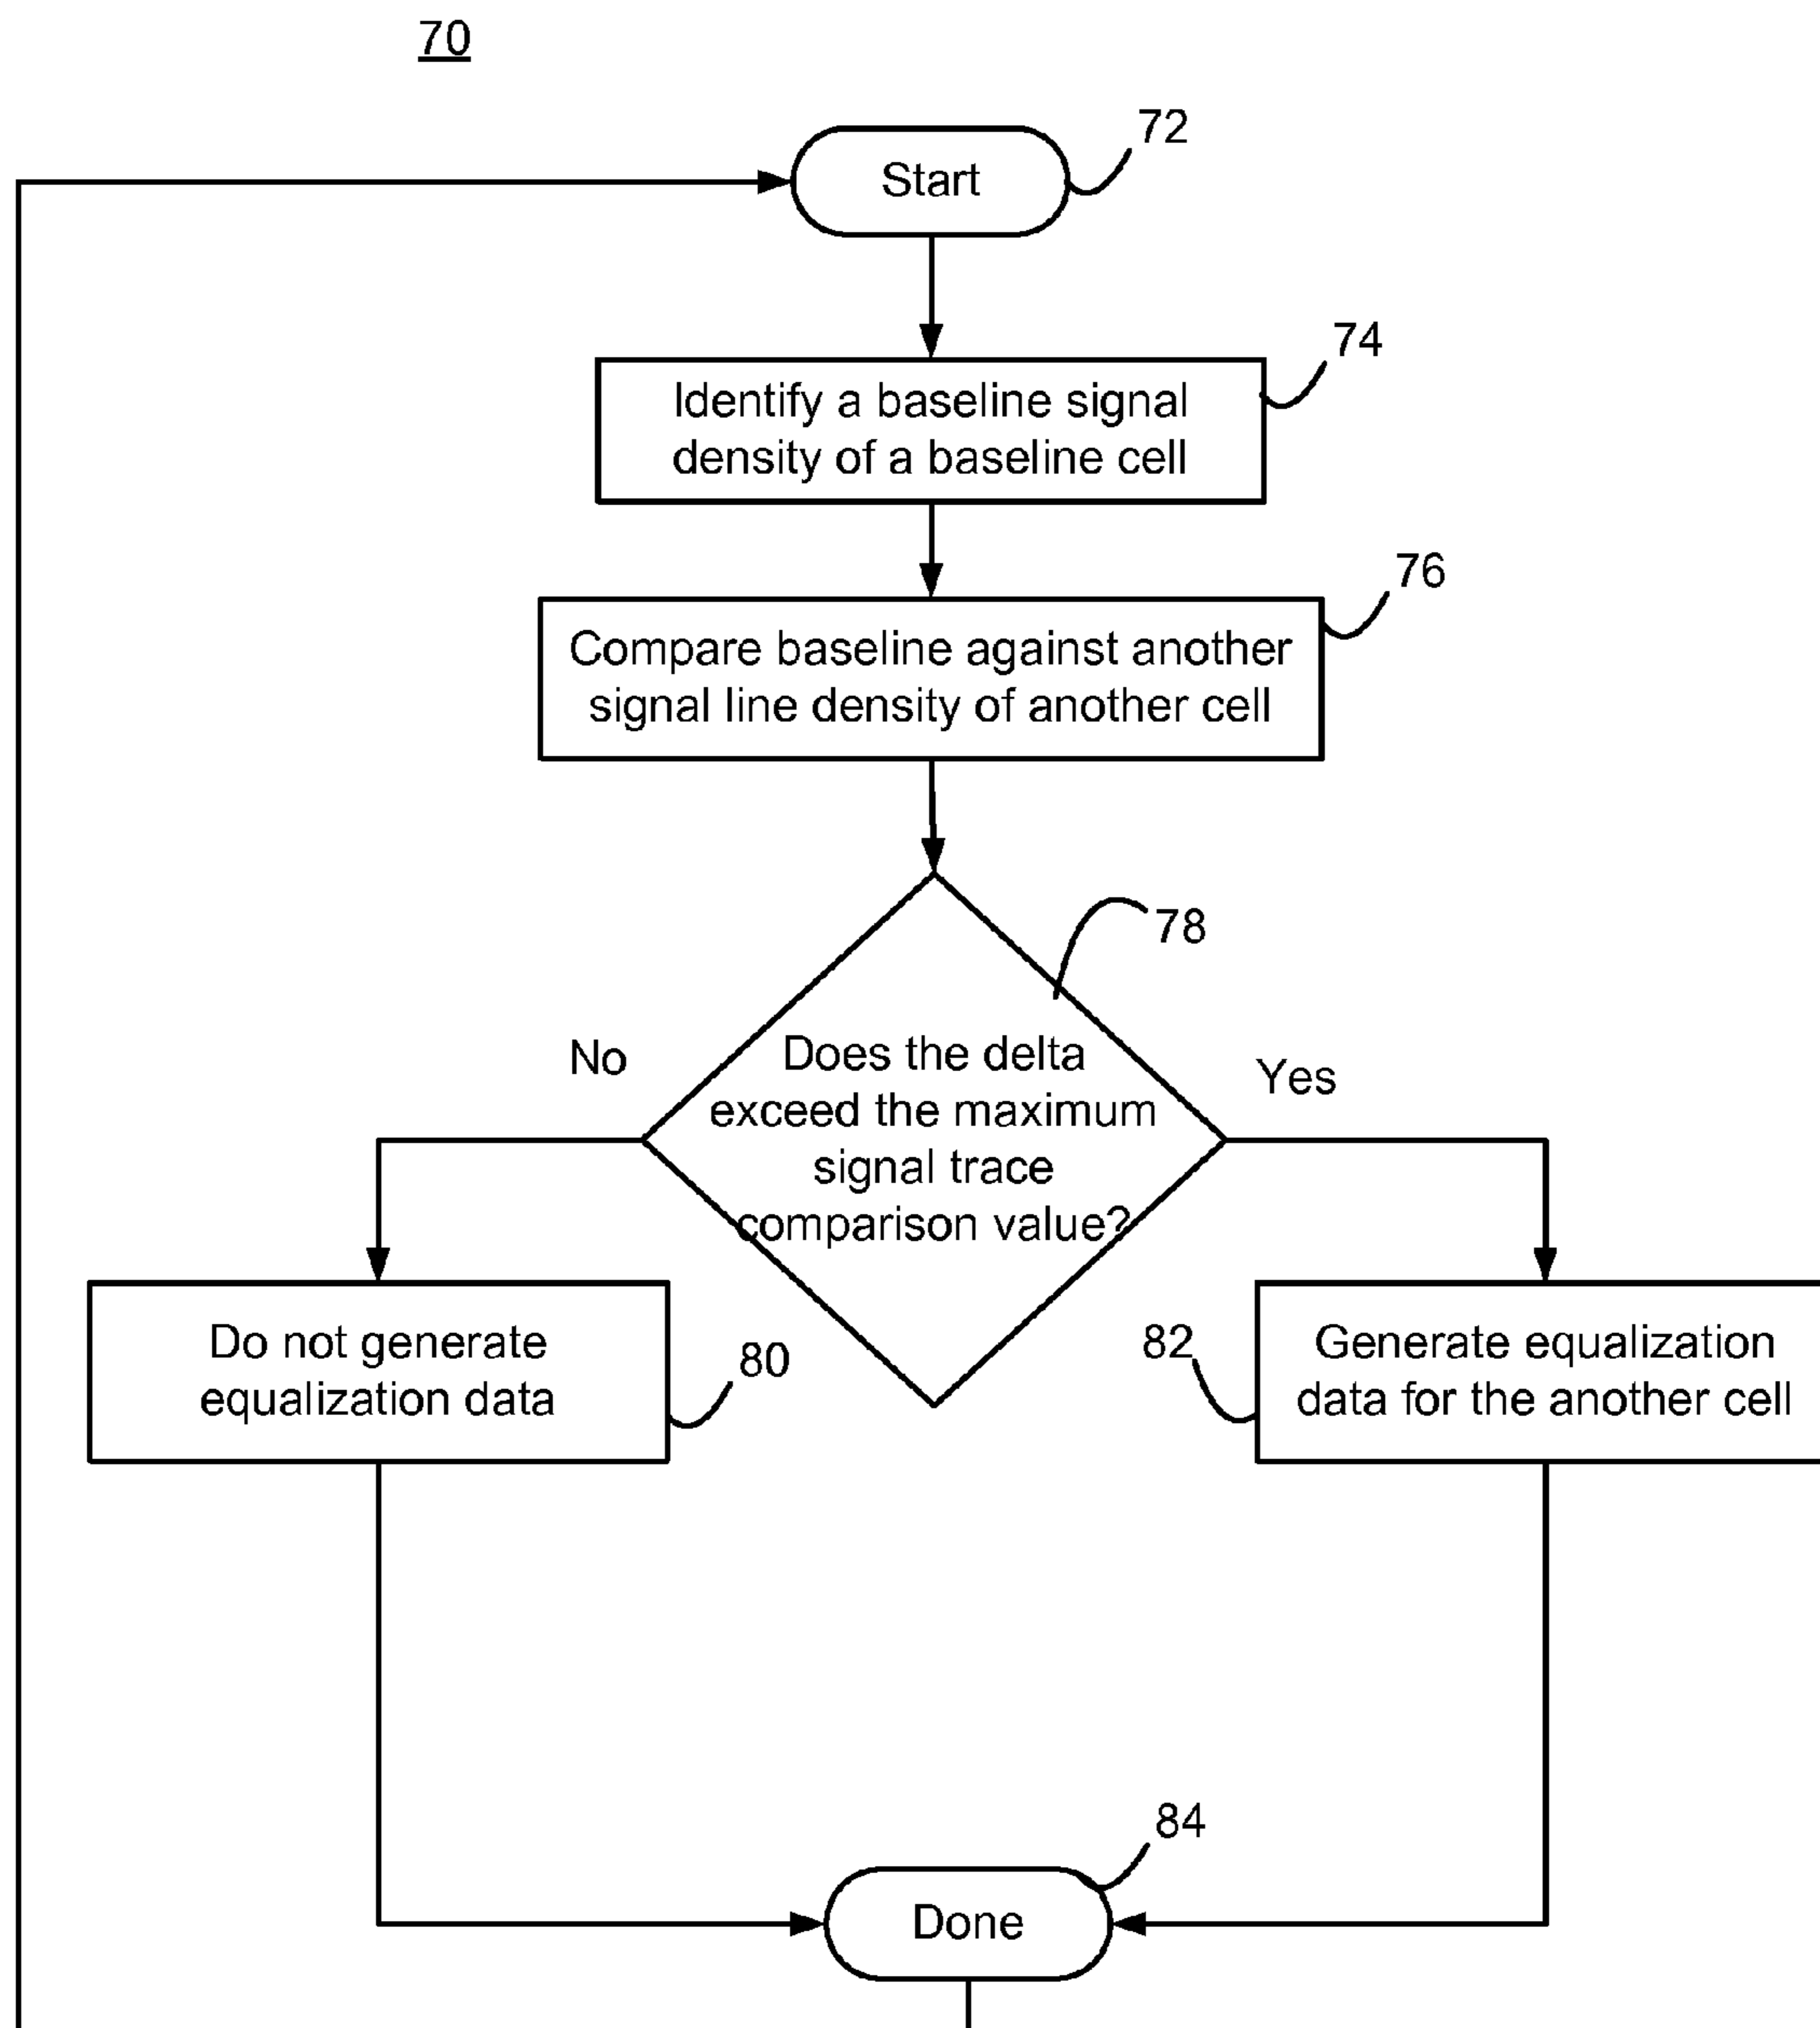 70
72
Start
74
Identify a baseline signal
density of a baseline cell
76
Compare baseline against another
signal line density of another cell
78
No
Does the delta
exceed the maximum
signal trace
comparison value?
Yes
Do not generate
equalization data
80
82
Generate equalization
data for the another cell
84
Done